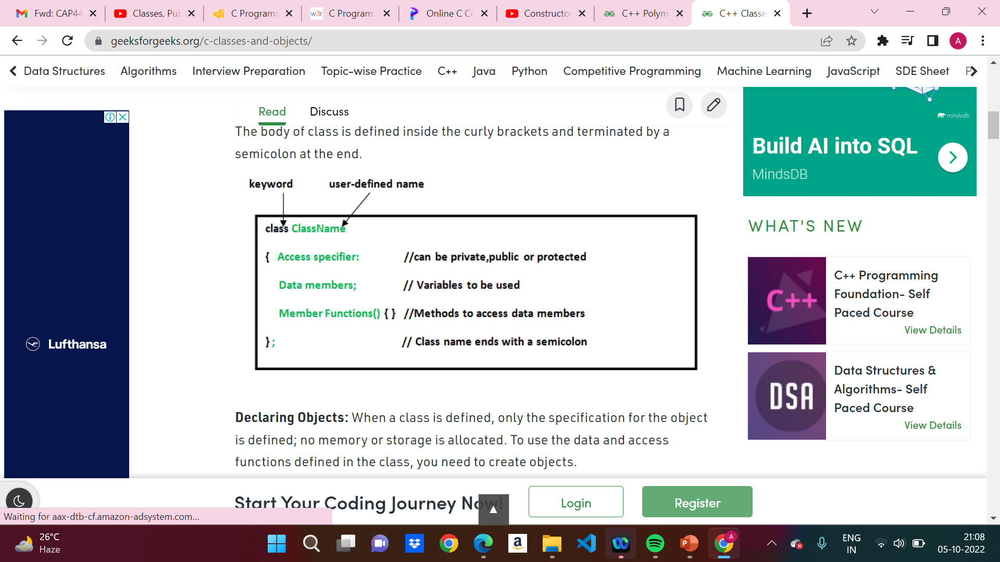 Fwd: CAP44
Classes, Pub
C Programm
w3r C Program:
Online C Co
Constructor
C++ Polym
C++ Classe
geeksforgeeks.org/c-classes-and-objects/
A
Data Structures Algorithms Interview Preparation Topic-wise Practice C++ Java Python Competitive Programming Machine Learning JavaScript SDE Sheet P
Read Discuss
The body of class is defined inside the curly brackets and terminated by a
semicolon at the end.
keyword user-defined name
class ClassName
{ Access specifier: //can be private,public or protected
Data members; // Variables to be used
Member Functions() { } //Methods to access data members
} ; // Class name ends with a semicolon
Declaring Objects: When a class is defined, only the specification for the object
is defined; no memory or storage is allocated. To use the data and access
functions defined in the class, you need to create objects.
Lufthansa
mindsdb
Build AI into SQL
MindsDB
WHAT'S NEW
C++
C++ Programming
Foundation- Self
Paced Course
View Details
DSA
Data Structures &
Algorithms- Self
Paced Course
View Details
Start Your Coding Journey Now!
Login
Register
Waiting for aax-dtb-cf.amazon-adsystem.com...
26°C
Haze
ENG
IN
21:08
05-10-2022